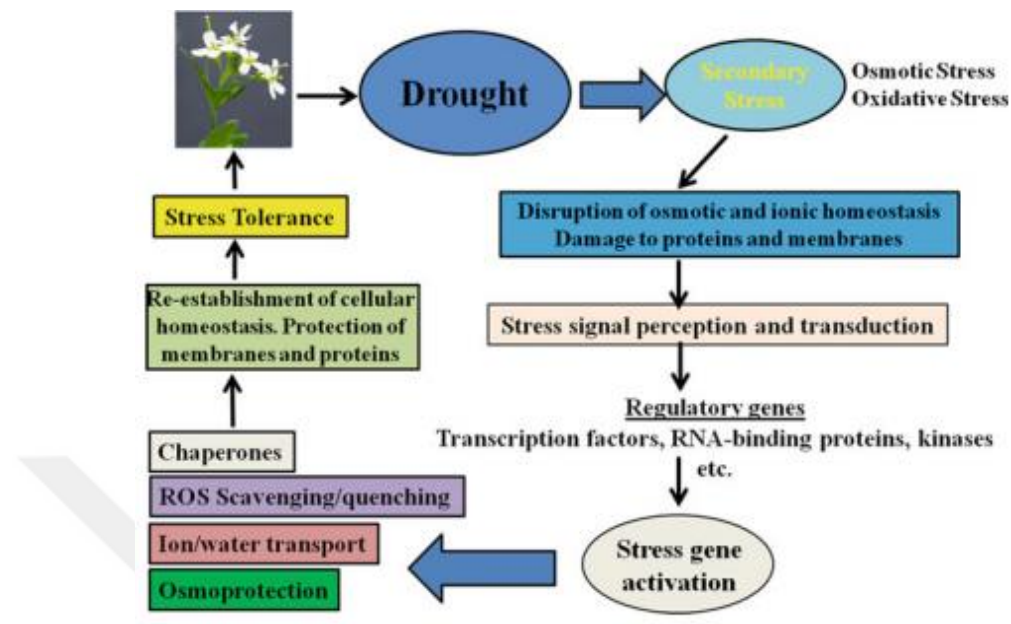 Drought
Secondary
Stress
Osmotic Stress
Oxidative Stress
Disruption of osmotic and ionic homeostasis
Damage to proteins and membranes
Stress signal perception and transduction
Regulatory genes
Transcription factors, RNA-binding proteins, kinases
etc.
Stress gene
activation
Chaperones
ROS Scavenging/quenching
Ion/water transport
Osmoprotection
Re-establishment of cellular
homeostasis. Protection of
membranes and proteins
Stress Tolerance